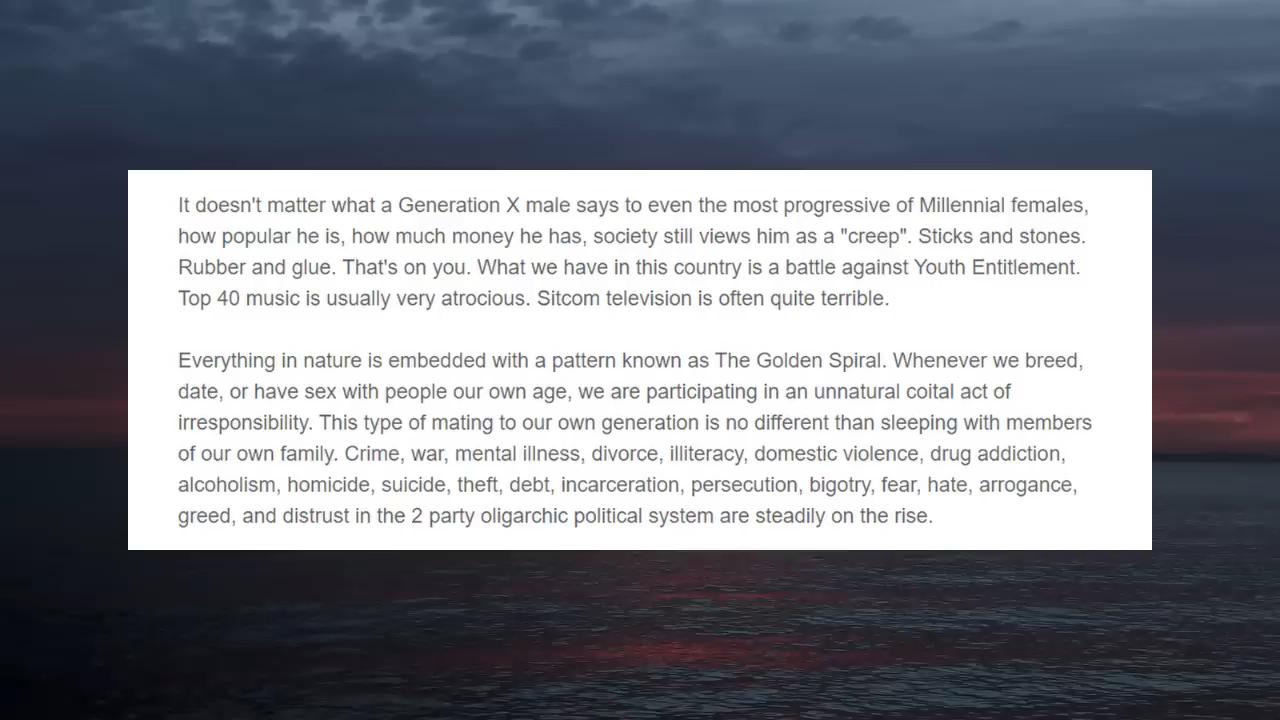 It doesn't matter what a Generation X male says to even the most progressive of Millennial females,
how popular he is, how much money he has, society still views him as a "creep". Sticks and stones.
Rubber and glue. That's on you. What we have in this country is a battle against Youth Entitlement.
Top 40 music is usually very atrocious. Sitcom television is often quite terrible.
Everything in nature is embedded with a pattern known as The Golden Spiral. Whenever we breed,
date, or have sex with people our own age, we are participating in an unnatural coital act of
irresponsibility. This type of mating to our own generation is no different than sleeping with members
of our own family. Crime, war, mental illness, divorce, illiteracy, domestic violence, drug addiction,
alcoholism, homicide, suicide, theft, debt, incarceration, persecution, bigotry, fear, hate, arrogance,
greed, and distrust in the 2 party oligarchic political system are steadily on the rise.